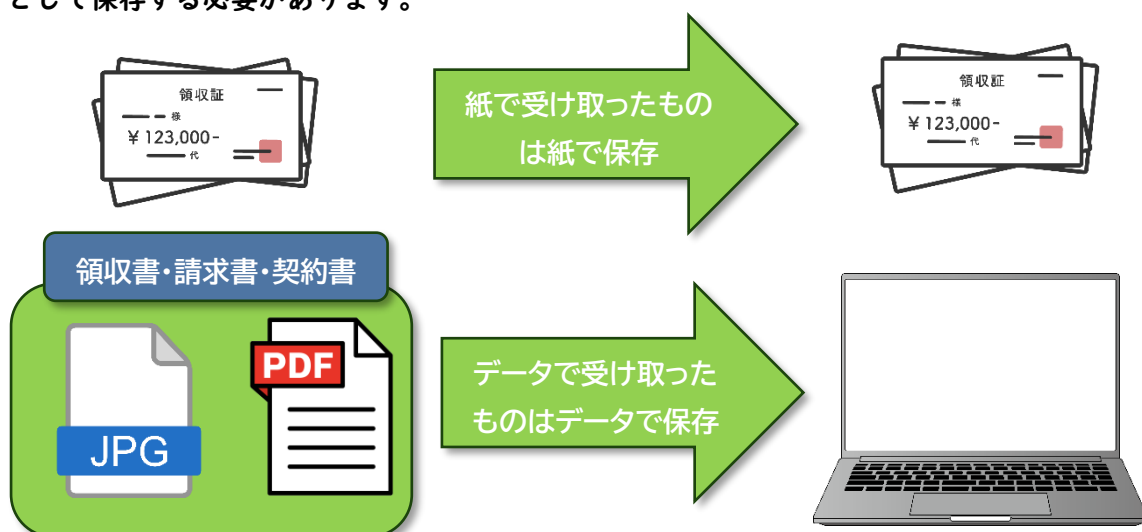 として保存する必要があります。
領収証
様
¥123,000-
代
紙で受け取ったもの
は紙で保存
領収証
様
¥123,000-
代
領収書・請求書・契約書
JPG
PDF
データで受け取った
ものはデータで保存